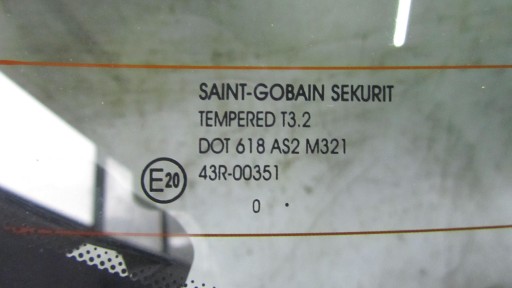 SAINT-GOBAIN SEKURIT
TEMPERED T3.2
DOT 618 AS2 M321
43R-00351
E20
0 .